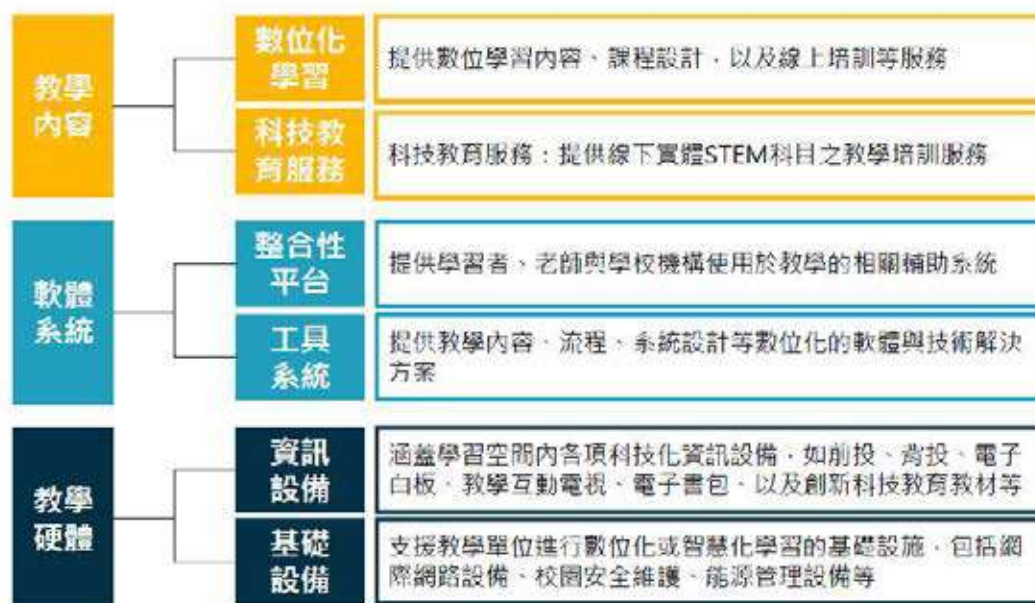 教學
內容
數位化
學習
提供數位學習內容、課程設計，以及線上培訓等服務
科技教
育服務
科技教育服務：提供線下實體STEM科目之教學培訓服務
軟體
系統
整合性
平台
提供學習者、老師與學校機構使用於教學的相關輔助系統
工具
系統
提供教學內容、流程、系統設計等數位化的軟體與技術解決
方案
教學
硬體
資訊
設備
涵蓋學習空間內各項科技化資訊設備，如前投、背投、電子
白板、教學互動電視、電子書包、以及創新科技教育教材等
基礎
設備
支援教學單位進行數位化或智慧化學習的基礎設施，包括網
際網路設備、校園安全維護、能源管理設備等